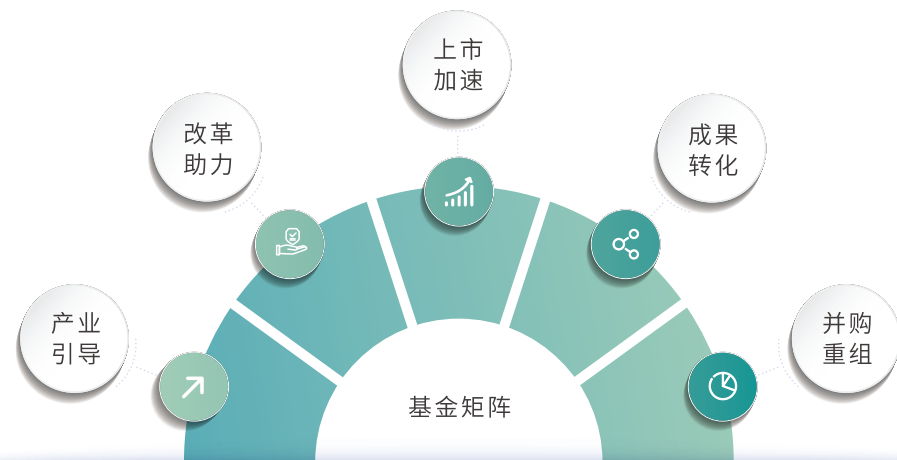 上市
加速
改革
助力
成果
转化
产业
引导
并购
重组
基金矩阵